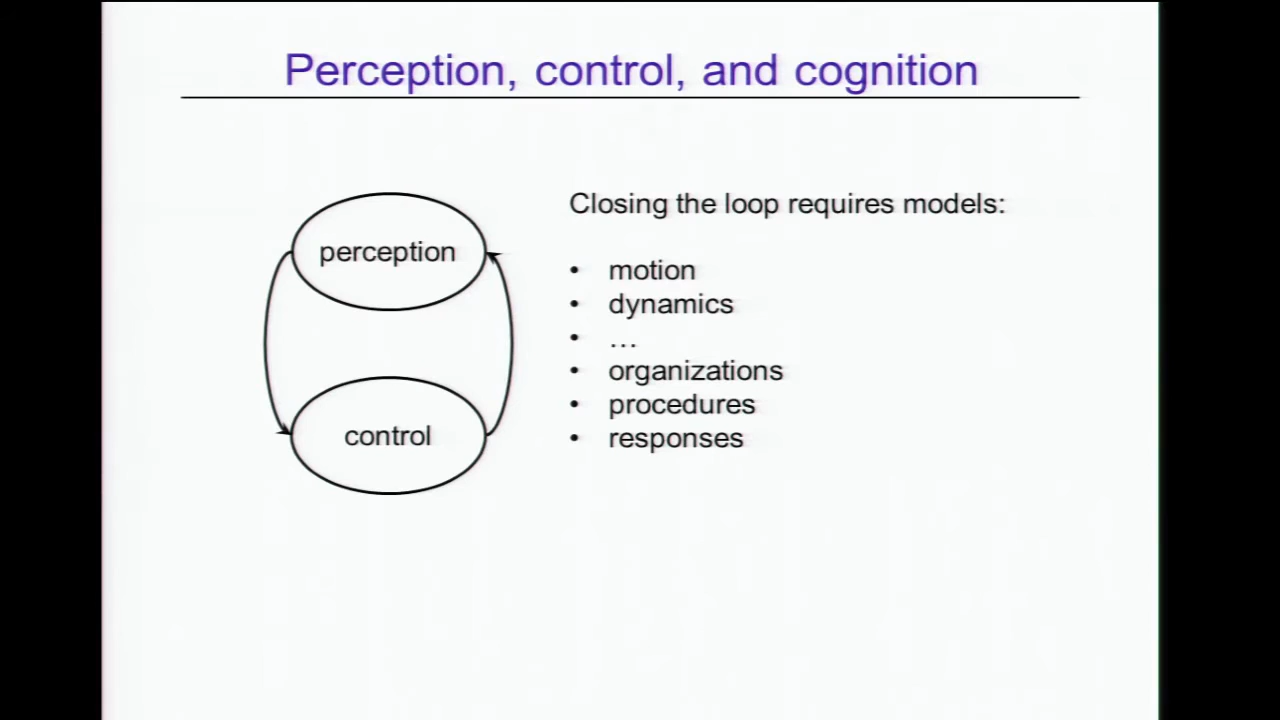 Perception, control, and cognition
perception
control
Closing the loop requires models:
• motion
• dynamics
• …
• organizations
• procedures
• responses